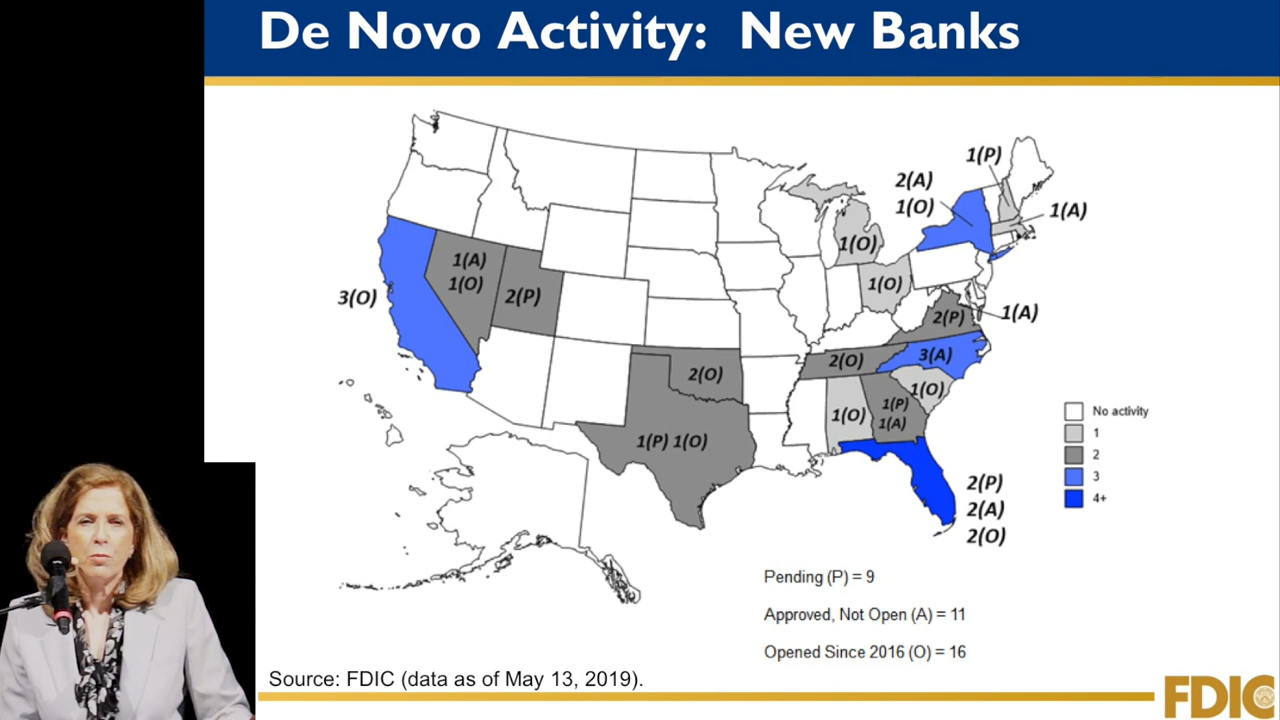 De Novo Activity: New Banks
1(P)
2(A)
1(O)
1(A)
1(O)
1(A)
1(O)
3(O)
2(P)
1(O)
1(A)
2(P)
3(A)
2(O)
2(O)
1(O)
1(P)
1(A)
1(O)
1(P) 1(O)
2(P)
2(A)
2(O)
No activity
1
2
3
4+
Pending (P) = 9
Approved, Not Open (A) = 11
Opened Since 2016 (O) = 16
Source: FDIC (data as of May 13, 2019).
FDIC